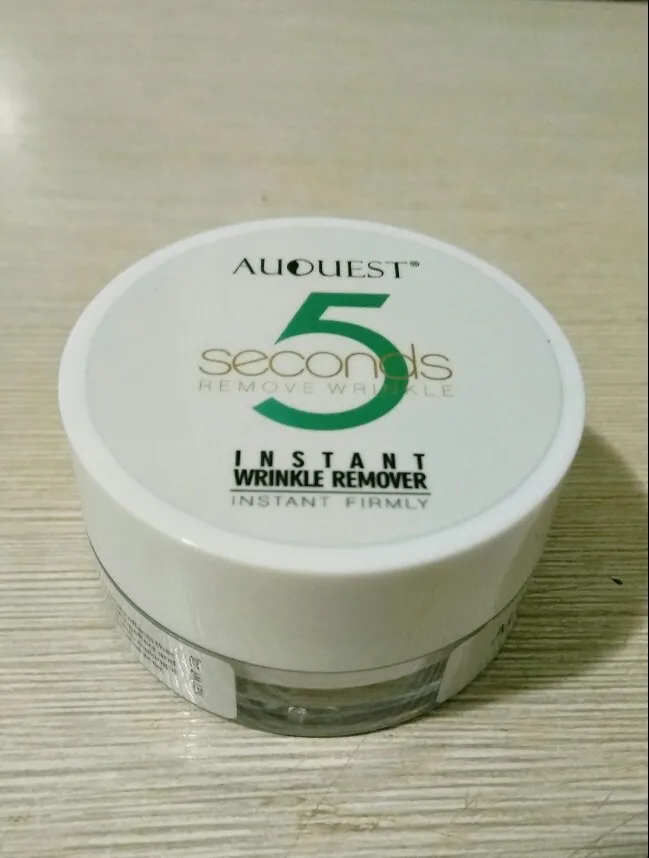 AUQUEST®
5
seconds
REMOVE WRINKLE
INSTANT
WRINKLE REMOVER
INSTANT FIRMLY